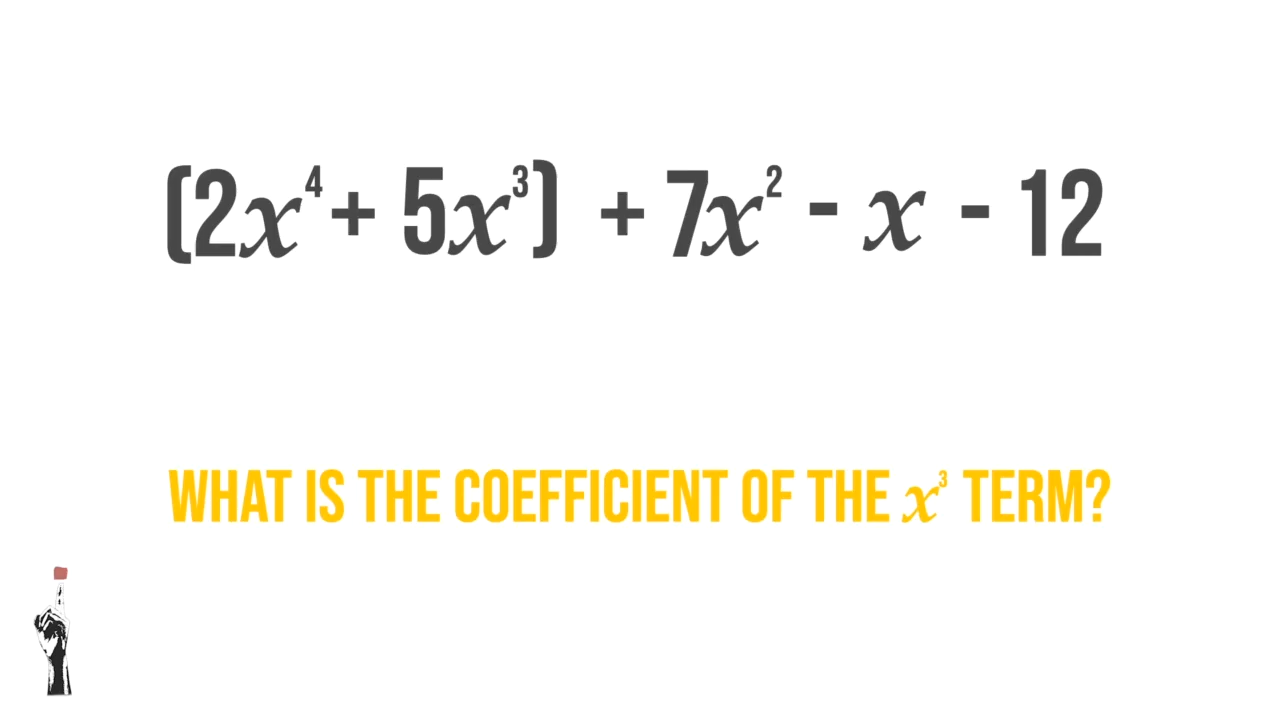 (2x⁴ + 5x³) + 7x² - x - 12
WHAT IS THE COEFFICIENT OF THE x³ TERM?